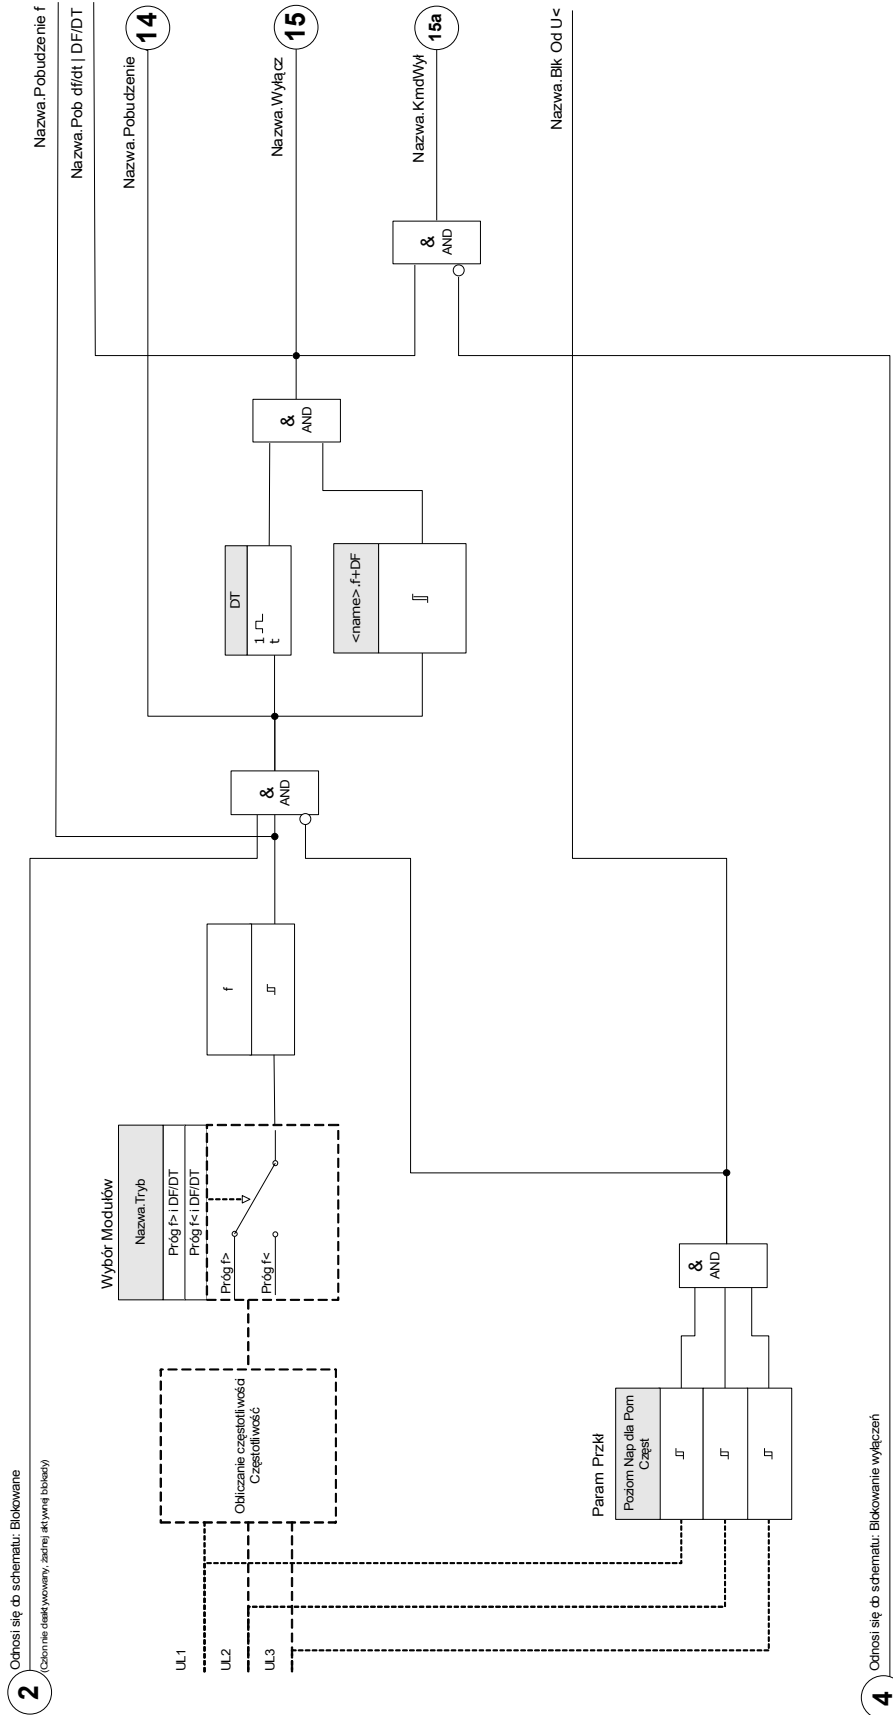 2
Odnosi się do schematu: Blokowane
(Człon nie deaktywowany, żadnej aktywnej blokady)
Nazwa.Pobudzenie f
Nazwa.Pob df/dt | DF/DT
Nazwa.Pobudzenie
14
Nazwa.Wyłącz
15
Nazwa.KmdWył
15a
Nazwa.Blk Od U<
Wybór Modułów
Nazwa.Tryb
Próg f> i DF/DT
Próg f< i DF/DT
Próg f>
Próg f<
UL1
UL2
UL3
Obliczanie częstotliwości
Częstotliwość
f
&
AND
DT
1
t
<name>.f+DF
&
AND
&
AND
Param Przkł
Poziom Nap dla Pom
Częst
&
AND
4
Odnosi się do schematu: Blokowanie wyłączeń